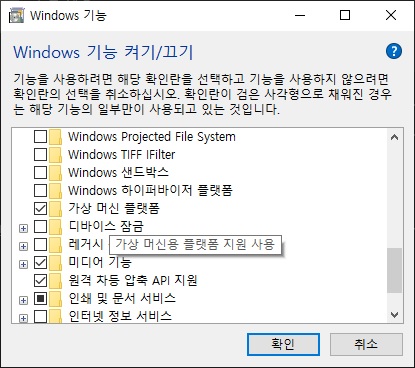 Windows 기능
Windows 기능 켜기/끄기
기능을 사용하려면 해당 확인란을 선택하고 기능을 사용하지 않으려면
확인란의 선택을 취소하십시오. 확인란이 검은 사각형으로 채워진 경우
는 해당 기능의 일부만이 사용되고 있는 것입니다.
Windows Projected File System
Windows TIFF IFilter
Windows 샌드박스
Windows 하이퍼바이저 플랫폼
가상 머신 플랫폼
디바이스 잠금
레거시
가상 머신용 플랫폼 지원 사용
미디어 기능
원격 차등 압축 API 지원
인쇄 및 문서 서비스
인터넷 정보 서비스
확인
취소